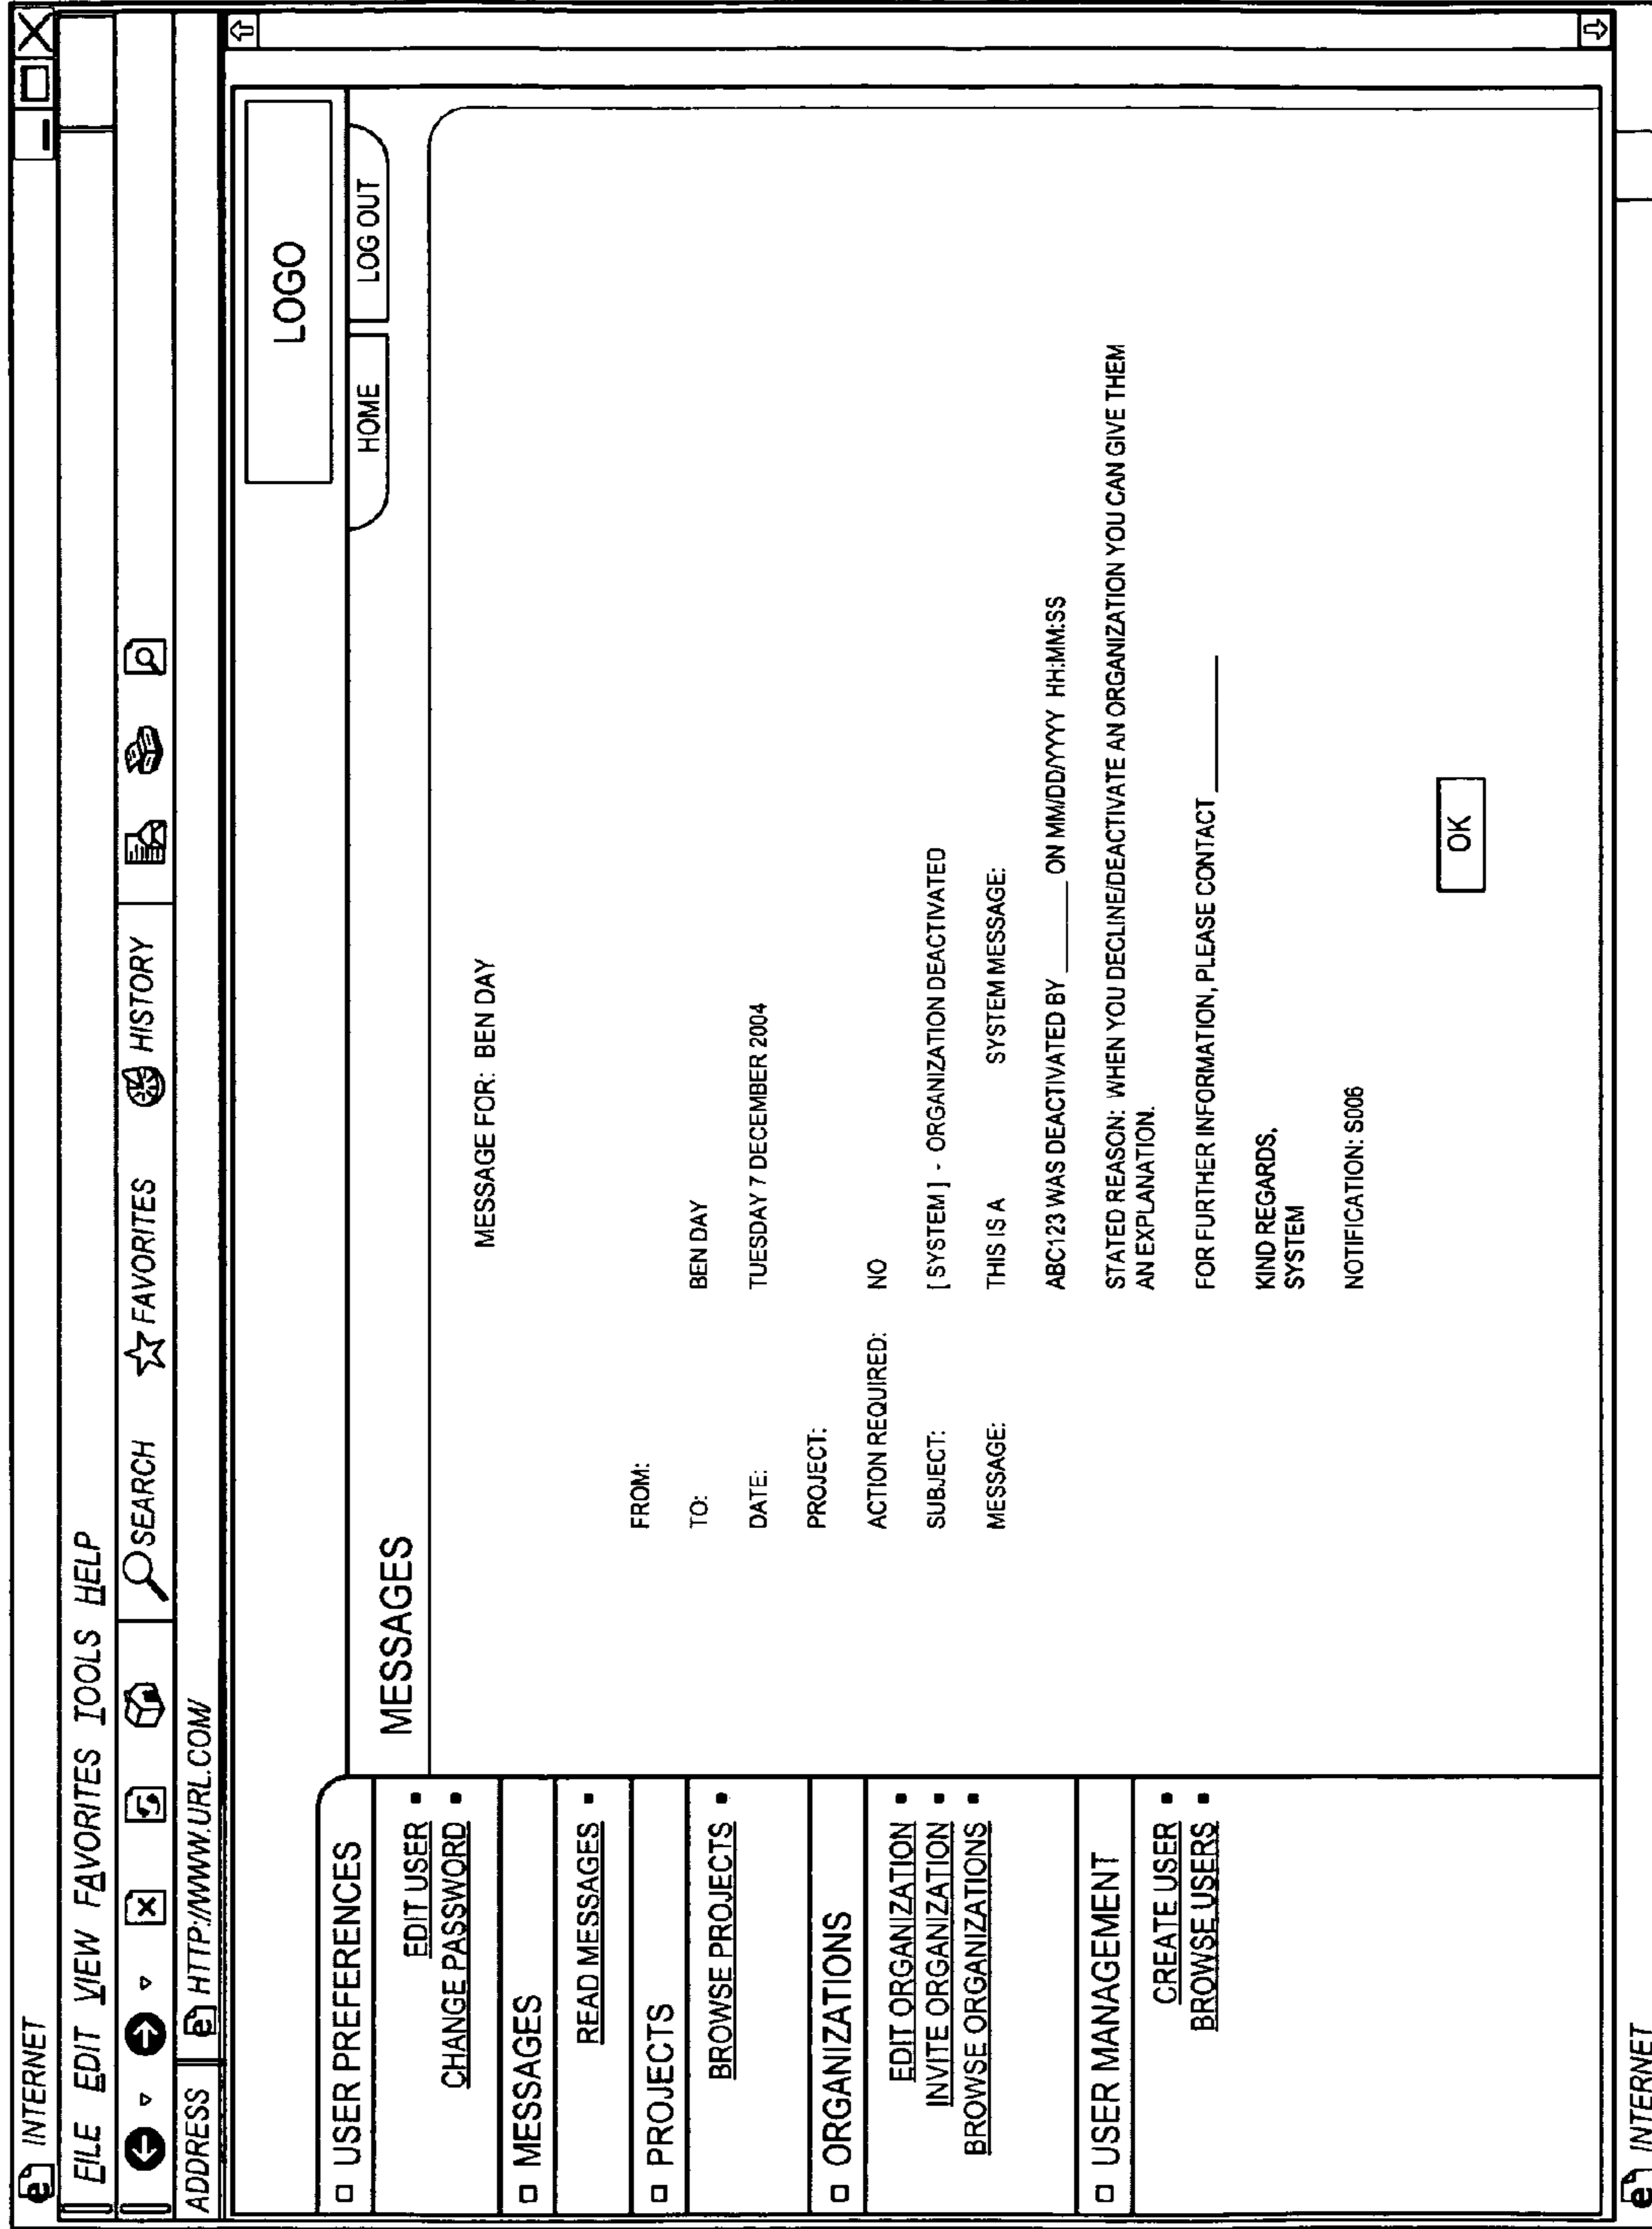 INTERNET
FILE EDIT VIEW FAVORITES TOOLS HELP
SEARCH FAVORITES HISTORY
ADDRESS HTTP://WWW.URL.COM/
LOGO
HOME LOG OUT
USER PREFERENCES
EDIT USER
CHANGE PASSWORD
MESSAGES
READ MESSAGES
PROJECTS
BROWSE PROJECTS
ORGANIZATIONS
EDIT ORGANIZATION
INVITE ORGANIZATION
BROWSE ORGANIZATIONS
USER MANAGEMENT
CREATE USER
BROWSE USERS
MESSAGES
MESSAGE FOR: BEN DAY
FROM:
TO: BEN DAY
DATE: TUESDAY 7 DECEMBER 2004
PROJECT:
ACTION REQUIRED: NO
SUBJECT: [ SYSTEM ] - ORGANIZATION DEACTIVATED
MESSAGE: THIS IS A SYSTEM MESSAGE:
ABC123 WAS DEACTIVATED BY ______ ON MM/DD/YYYY HH:MM:SS
STATED REASON: WHEN YOU DECLINE/DEACTIVATE AN ORGANIZATION YOU CAN GIVE THEM
AN EXPLANATION.
FOR FURTHER INFORMATION, PLEASE CONTACT ________
KIND REGARDS,
SYSTEM
NOTIFICATION: S006
OK
INTERNET